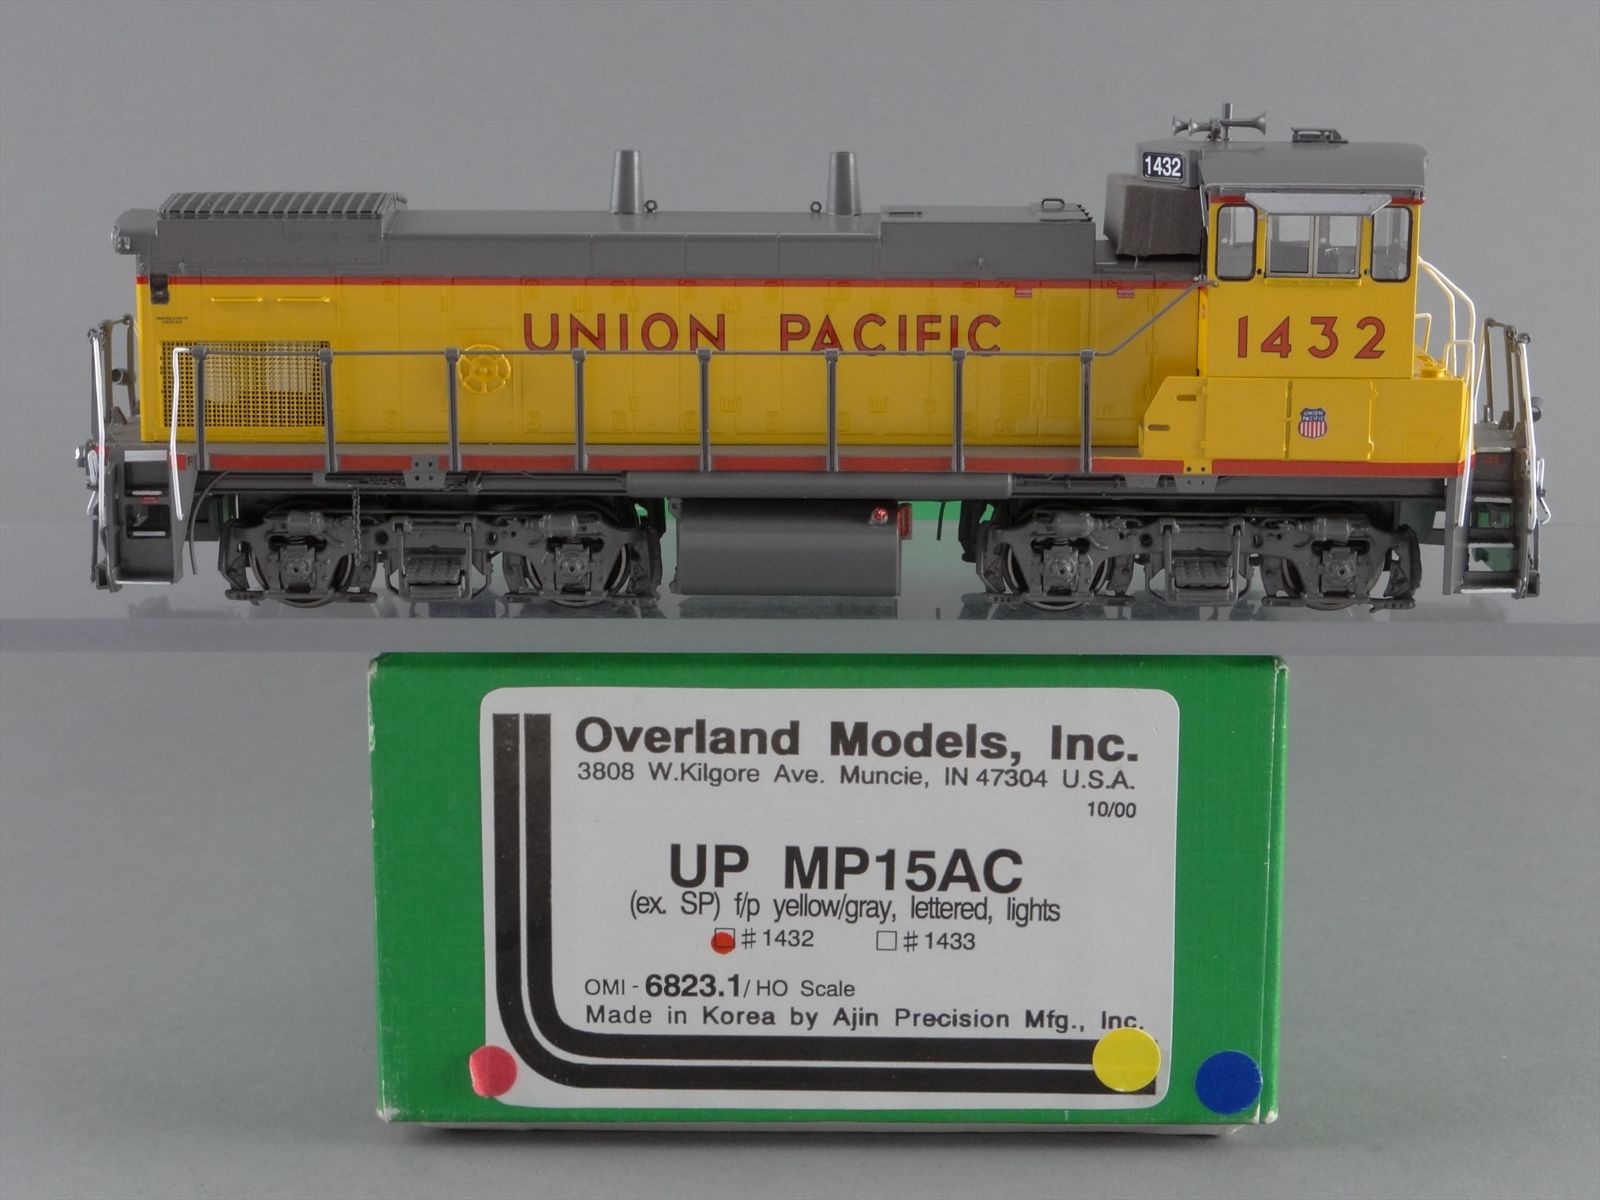 1432
UNION PACIFIC
1432
UNION
PACIFIC
F
Overland Models, Inc.
3808 W.Kilgore Ave. Muncie, IN 47304 U.S.A.
10/00
UP MP15AC
(ex. SP) f/p yellow/gray, lettered, lights
#1432 #1433
OMI - 6823.1/ HO Scale
Made in Korea by Ajin Precision Mfg., Inc.